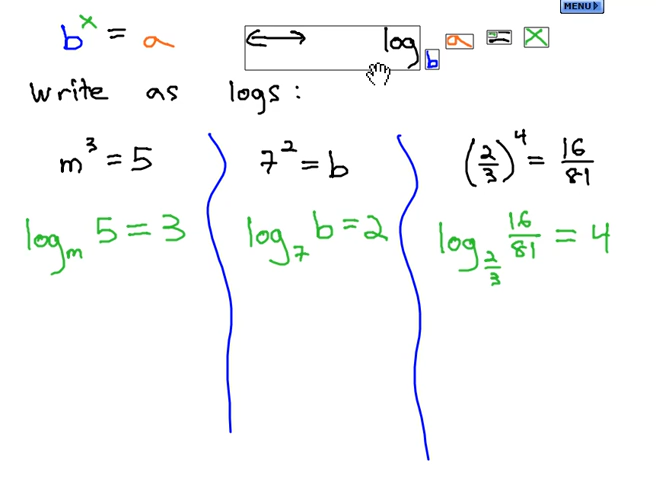 MENU
b^x = a ⟷ log_b a = x
Write as logs:
m^3 = 5 7^2 = b (2/3)^4 = 16/81
log_m 5 = 3 log_7 b = 2 log_{2/3} 16/81 = 4